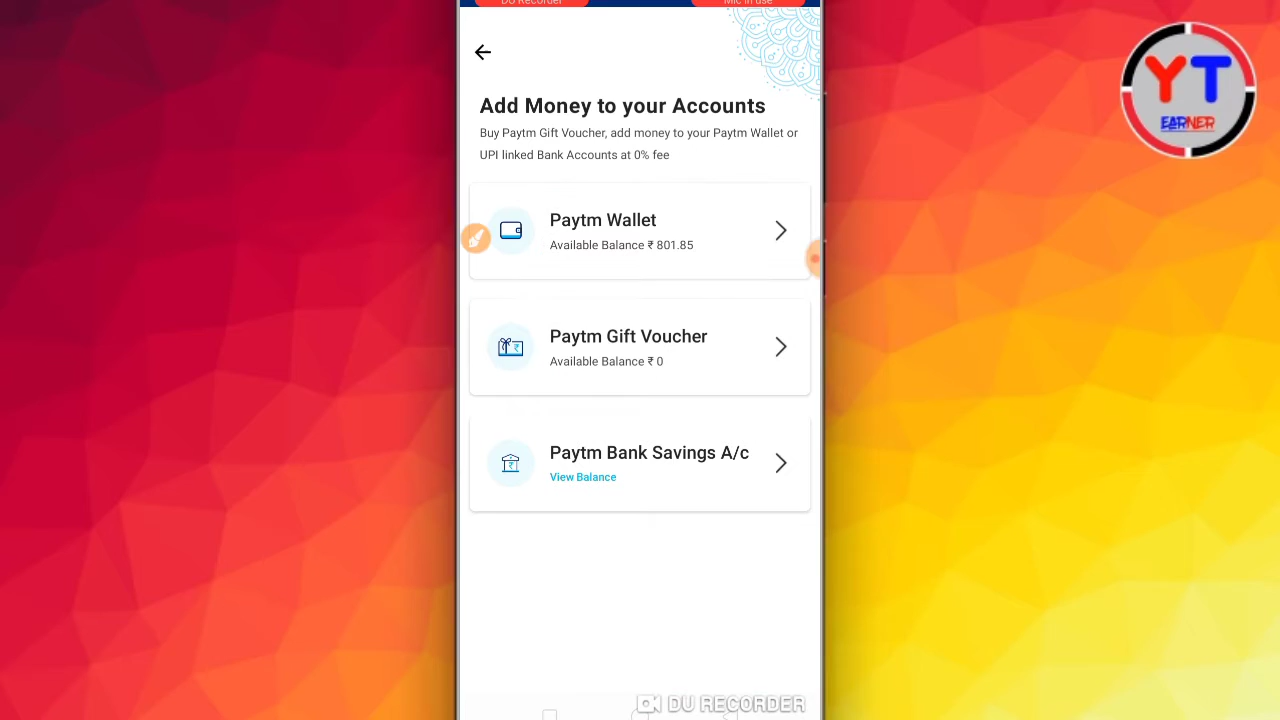 DU Recorder
Mic in use
YT
EARNER
Add Money to your Accounts
Buy Paytm Gift Voucher, add money to your Paytm Wallet or
UPI linked Bank Accounts at 0% fee
Paytm Wallet
Available Balance ₹ 801.85
Paytm Gift Voucher
Available Balance ₹ 0
Paytm Bank Savings A/c
View Balance
DU RECORDER